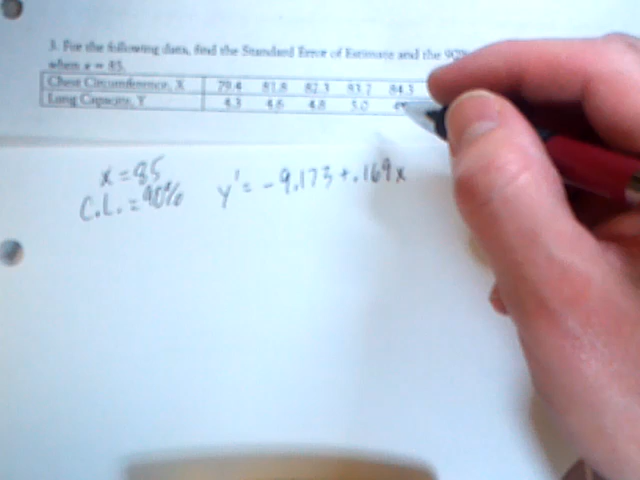 3. For the following data, find the Standard Error of Estimate and the 90%
when x = 85.
Chest Circumference, X 79.4 81.8 82.3 83.7 84.3
Lung Capacity, Y 4.3 4.6 4.8 5.0
x = 85
C.L. = 90% y' = -9.173 + .169x